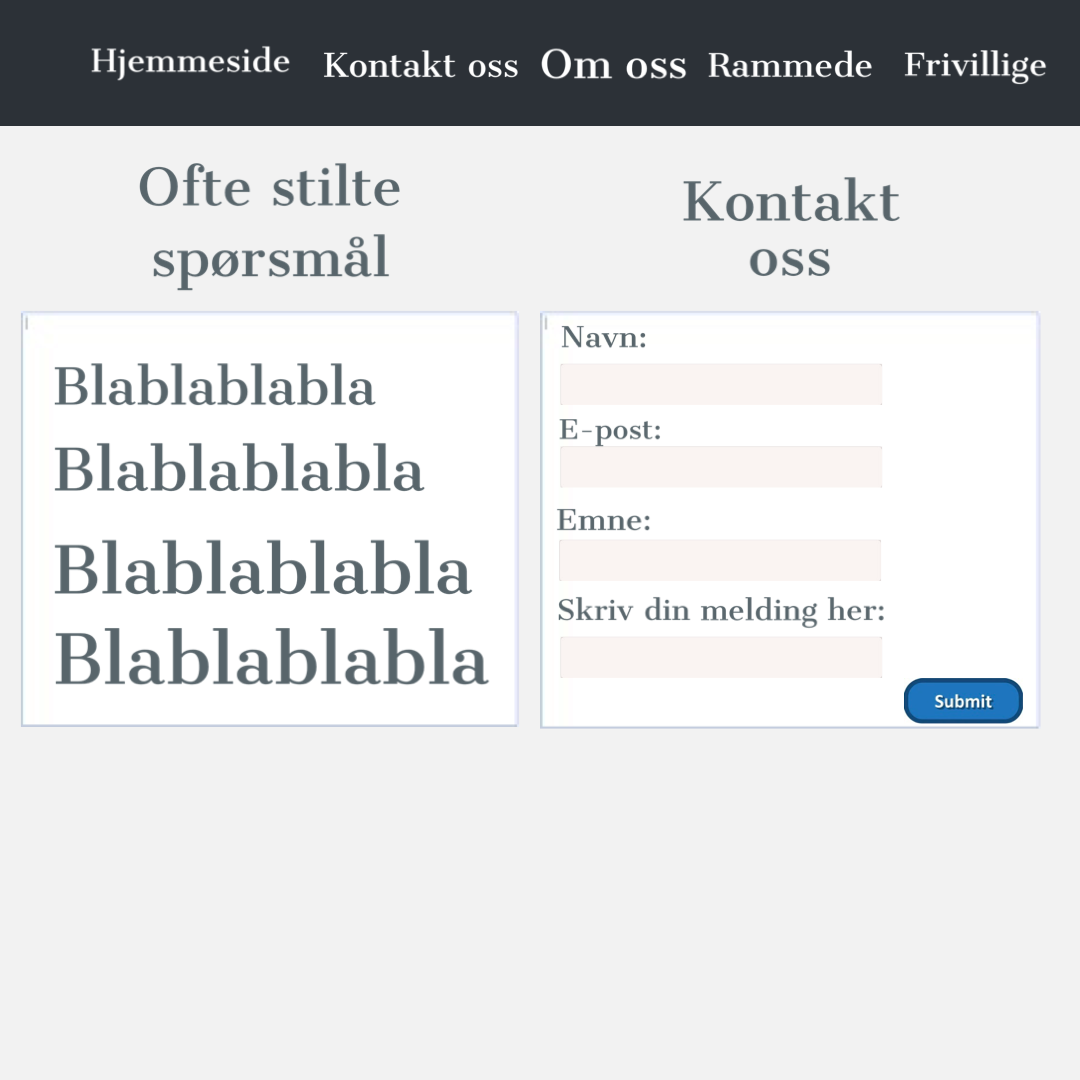 Hjemmeside Kontakt oss Om oss Rammede Frivillige
Ofte stilte
spørsmål
Blablablabla
Blablablabla
Blablablabla
Blablablabla
Kontakt
oss
Navn:
E-post:
Emne:
Skriv din melding her:
Submit